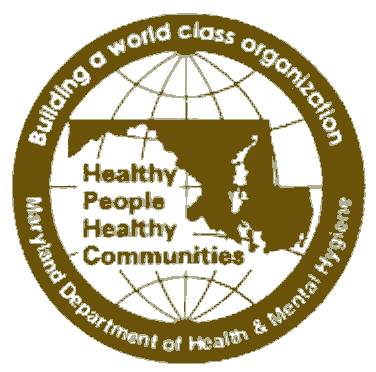 Building a world class organization
Healthy
People
Healthy
Communities
Maryland Department of Health & Mental Hygiene